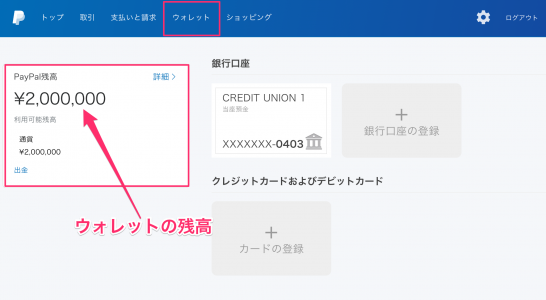 トップ 取引 支払いと請求 ウォレット ショッピング ログアウト
PayPal残高 詳細
¥2,000,000
利用可能残高
通貨
¥2,000,000
出金
ウォレットの残高
銀行口座
CREDIT UNION 1
当座預金
XXXXXXX-0403
銀行口座の登録
クレジットカードおよびデビットカード
カードの登録